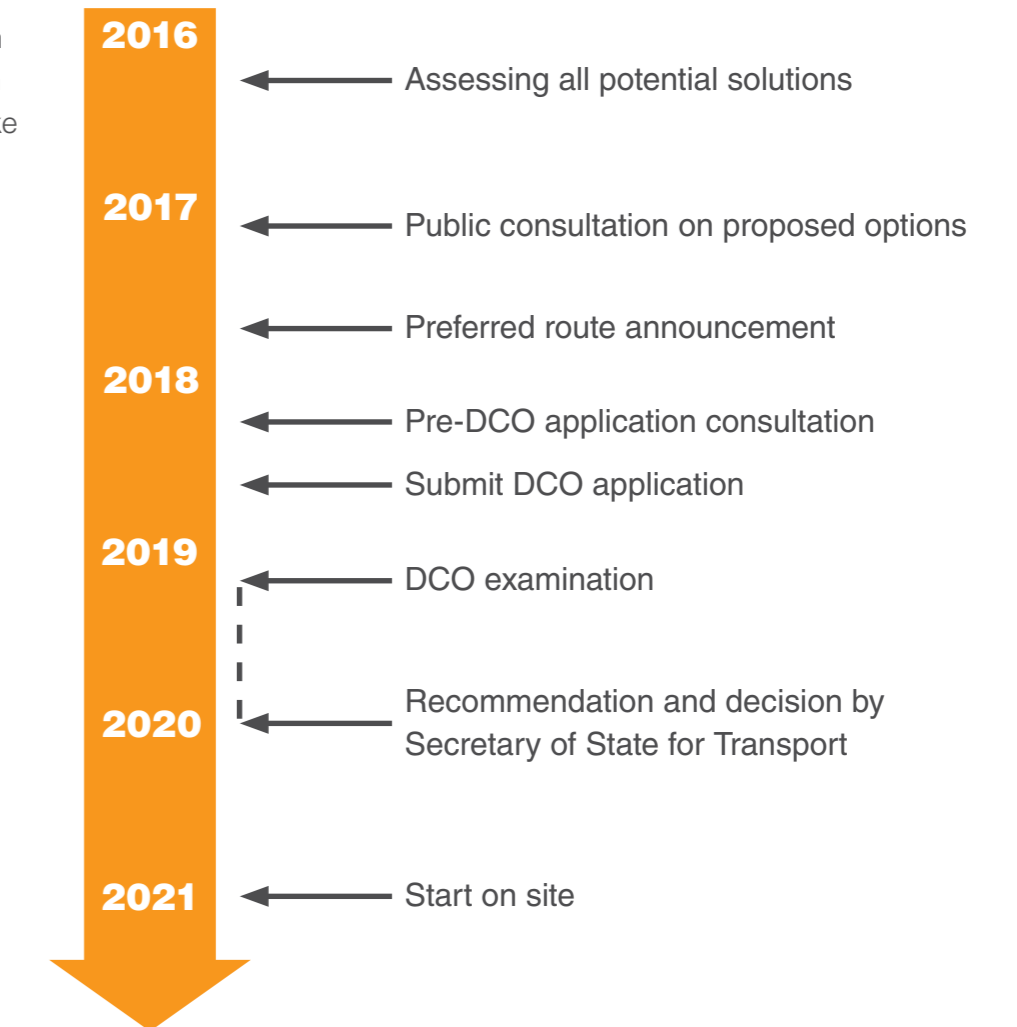 2016
Assessing all potential solutions
2017
Public consultation on proposed options
Preferred route announcement
2018
Pre-DCO application consultation
Submit DCO application
2019
DCO examination
Recommendation and decision by
2020
Secretary of State for Transport
2021
Start on site